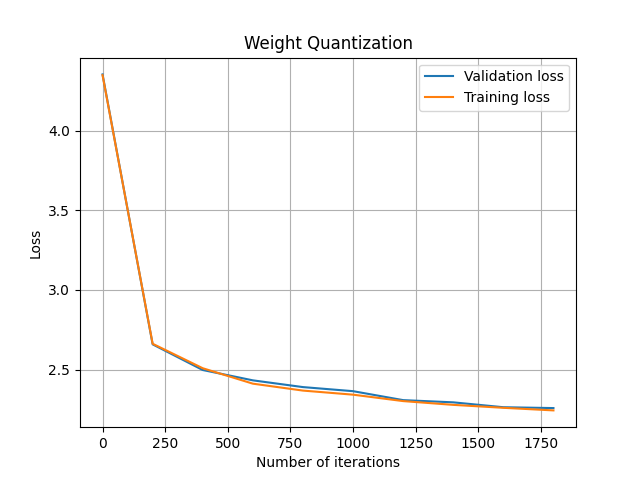 Weight Quantization
Validation loss
Training loss
Loss
4.0
3.5
3.0
2.5
0 250 500 750 1000 1250 1500 1750
Number of iterations